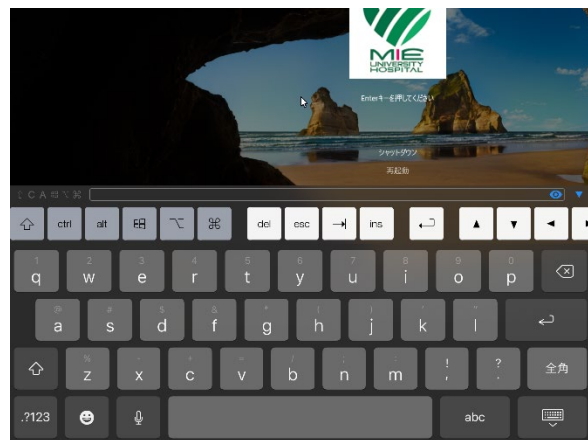 MIE
UNIVERSITY
HOSPITAL
Enterキーを押してください
シャットダウン
再起動
⇧ C A ⌥ ⌘
ctrl alt ⌥ ⌘ del esc ins
1 2 3 4 5 6 7 8 9 0
q w e r t y u i o p
@ $ & * ( ) ' "
a s d f g h j k l
% - + = / ; : ! ?
z x c v b n m , . 全角
.?123 abc